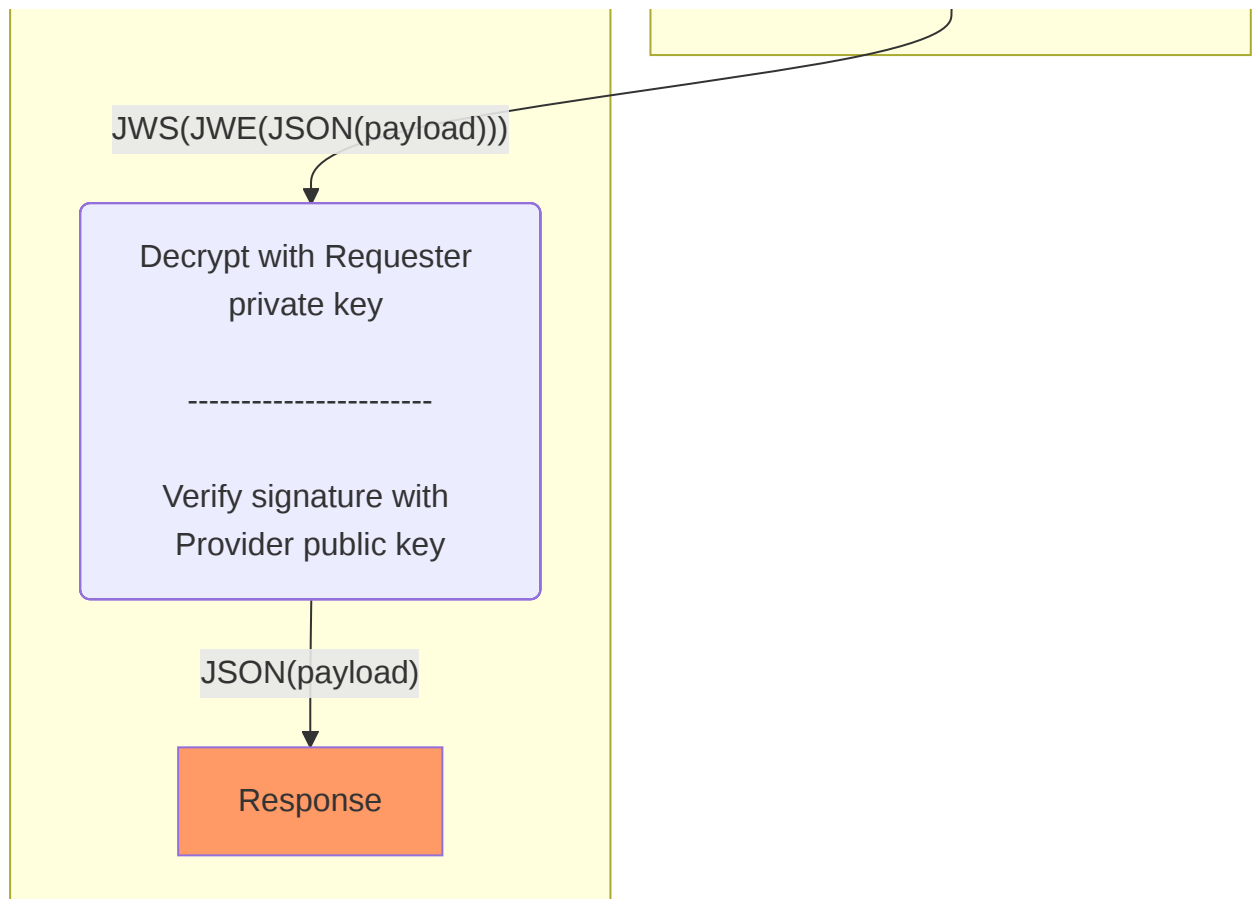 JWS(JWE(JSON(payload)))
Decrypt with Requester
private key
-----------------------
Verify signature with
Provider public key
JSON(payload)
Response